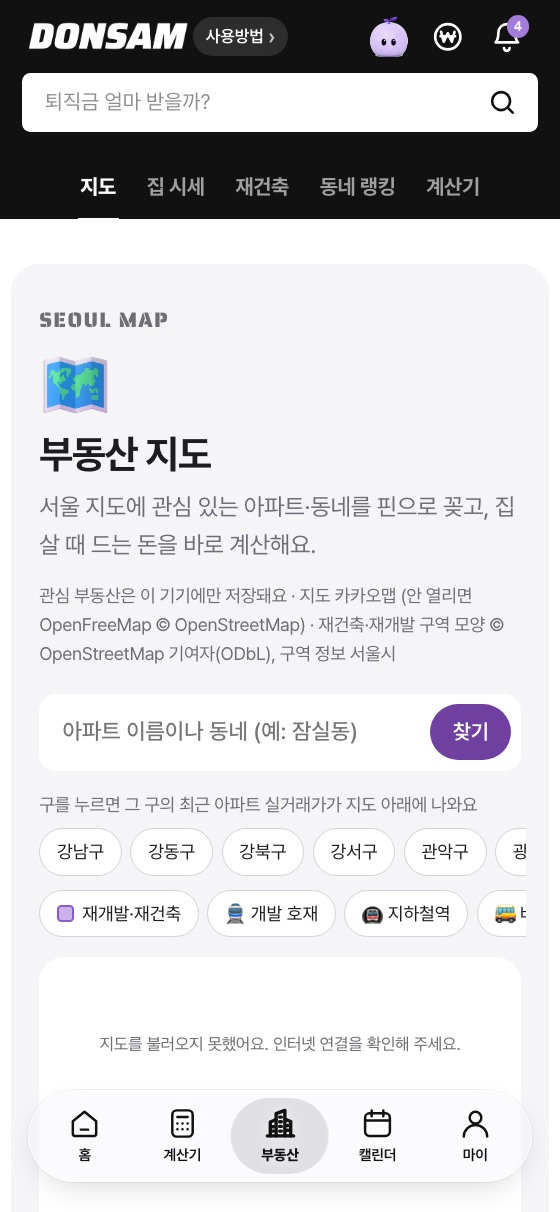 DONSAM
사용방법 ›
4
퇴직금 얼마 받을까?
지도
집 시세
재건축
동네 랭킹
계산기
SEOUL MAP
부동산 지도
서울 지도에 관심 있는 아파트·동네를 핀으로 꽂고, 집
살 때 드는 돈을 바로 계산해요.
관심 부동산은 이 기기에만 저장돼요 · 지도 카카오맵 (안 열리면
OpenFreeMap © OpenStreetMap) · 재건축·재개발 구역 모양 ©
OpenStreetMap 기여자(ODbL), 구역 정보 서울시
아파트 이름이나 동네 (예: 잠실동)
찾기
구를 누르면 그 구의 최근 아파트 실거래가가 지도 아래에 나와요
강남구
강동구
강북구
강서구
관악구
재개발·재건축
개발 호재
지하철역
지도를 불러오지 못했어요. 인터넷 연결을 확인해 주세요.
홈
계산기
부동산
캘린더
마이